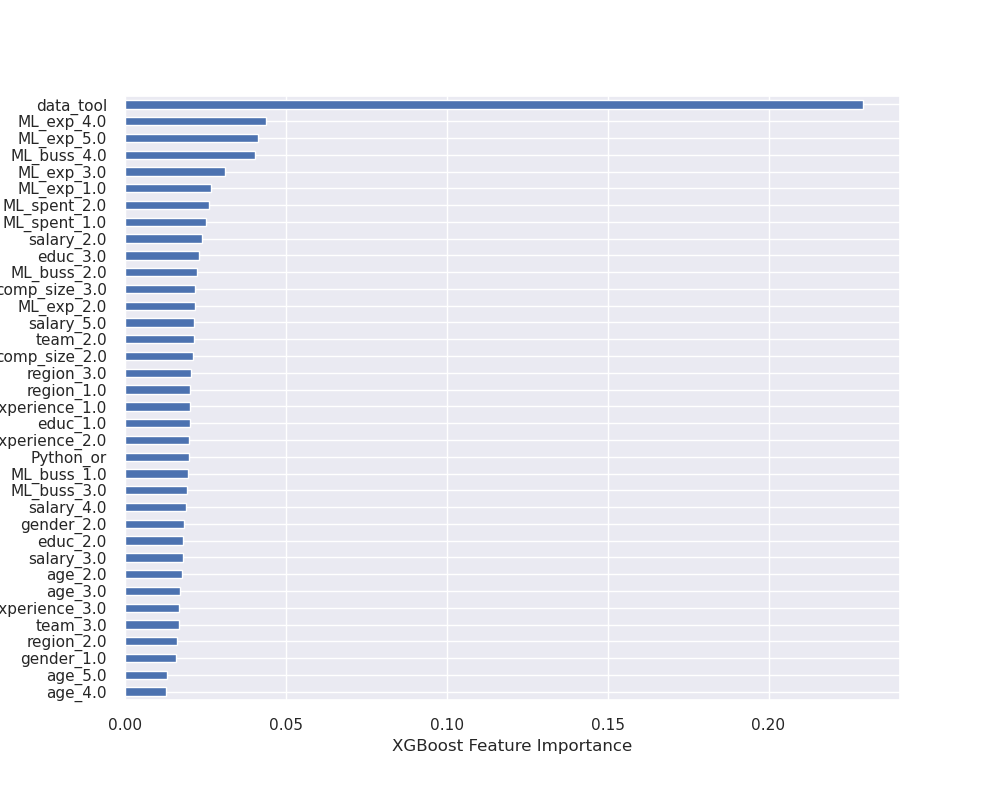 data_tool
ML_exp_4.0
ML_exp_5.0
ML_buss_4.0
ML_exp_3.0
ML_exp_1.0
ML_spent_2.0
ML_spent_1.0
salary_2.0
educ_3.0
ML_buss_2.0
comp_size_3.0
ML_exp_2.0
salary_5.0
team_2.0
comp_size_2.0
region_3.0
region_1.0
xperience_1.0
educ_1.0
xperience_2.0
Python_or
ML_buss_1.0
ML_buss_3.0
salary_4.0
gender_2.0
educ_2.0
salary_3.0
age_2.0
age_3.0
xperience_3.0
team_3.0
region_2.0
gender_1.0
age_5.0
age_4.0
0.00 0.05 0.10 0.15 0.20
XGBoost Feature Importance